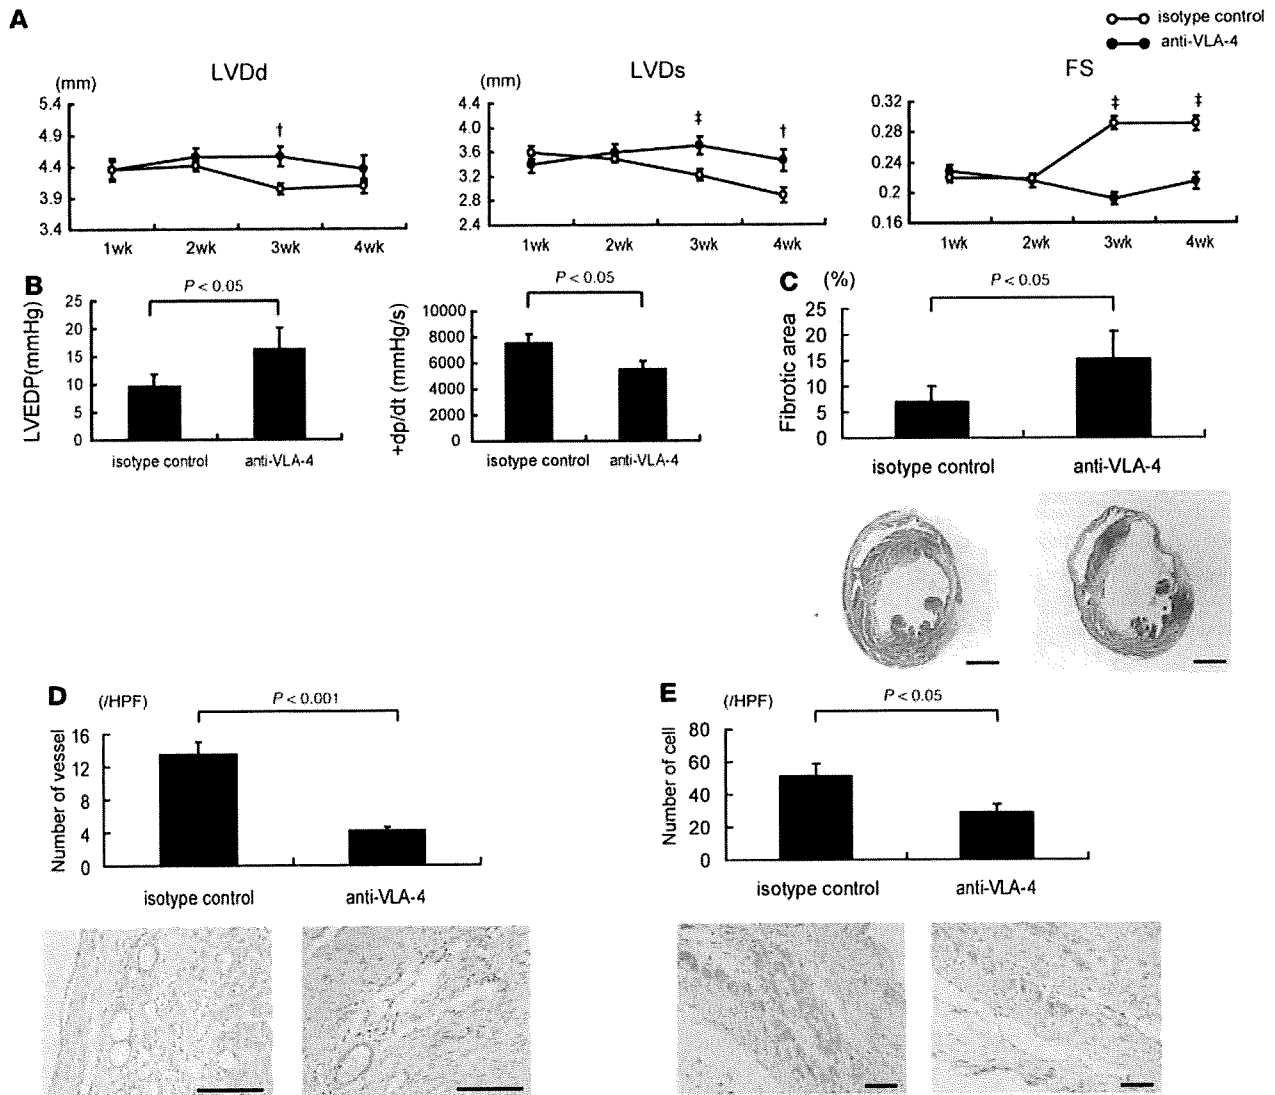 A
isotype control
anti-VLA-4
LVDd
(mm)
5.4
4.9
4.4
3.9
3.4
†
1wk 2wk 3wk 4wk
LVDs
(mm)
4.4
4.0
3.6
3.2
2.8
2.4
‡ †
1wk 2wk 3wk 4wk
FS
0.32
0.28
0.24
0.2
0.16
‡ ‡
1wk 2wk 3wk 4wk
B
P < 0.05
LVEDP(mmHg)
25
20
15
10
5
0
isotype control anti-VLA-4
P < 0.05
+dp/dt (mmHg/s)
10000
8000
6000
4000
2000
0
isotype control anti-VLA-4
C
(%)
P < 0.05
Fibrotic area
25
20
15
10
5
0
isotype control anti-VLA-4
D
(/HPF)
P < 0.001
Number of vessel
16
12
8
4
0
isotype control anti-VLA-4
E
(/HPF)
P < 0.05
Number of cell
80
60
40
20
0
isotype control anti-VLA-4